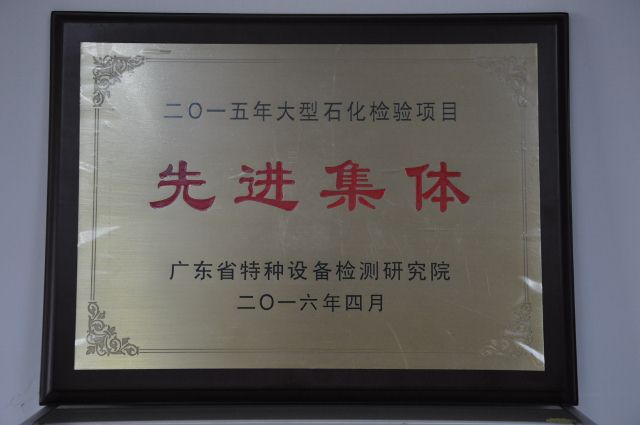 二〇一五年大型石化检验项目
先进集体
广东省特种设备检测研究院
二〇一六年四月